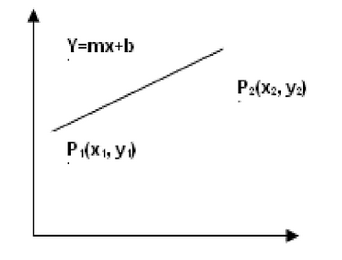 Y=mx+b
P₂(x₂, y₂)
P₁(x₁, y₁)